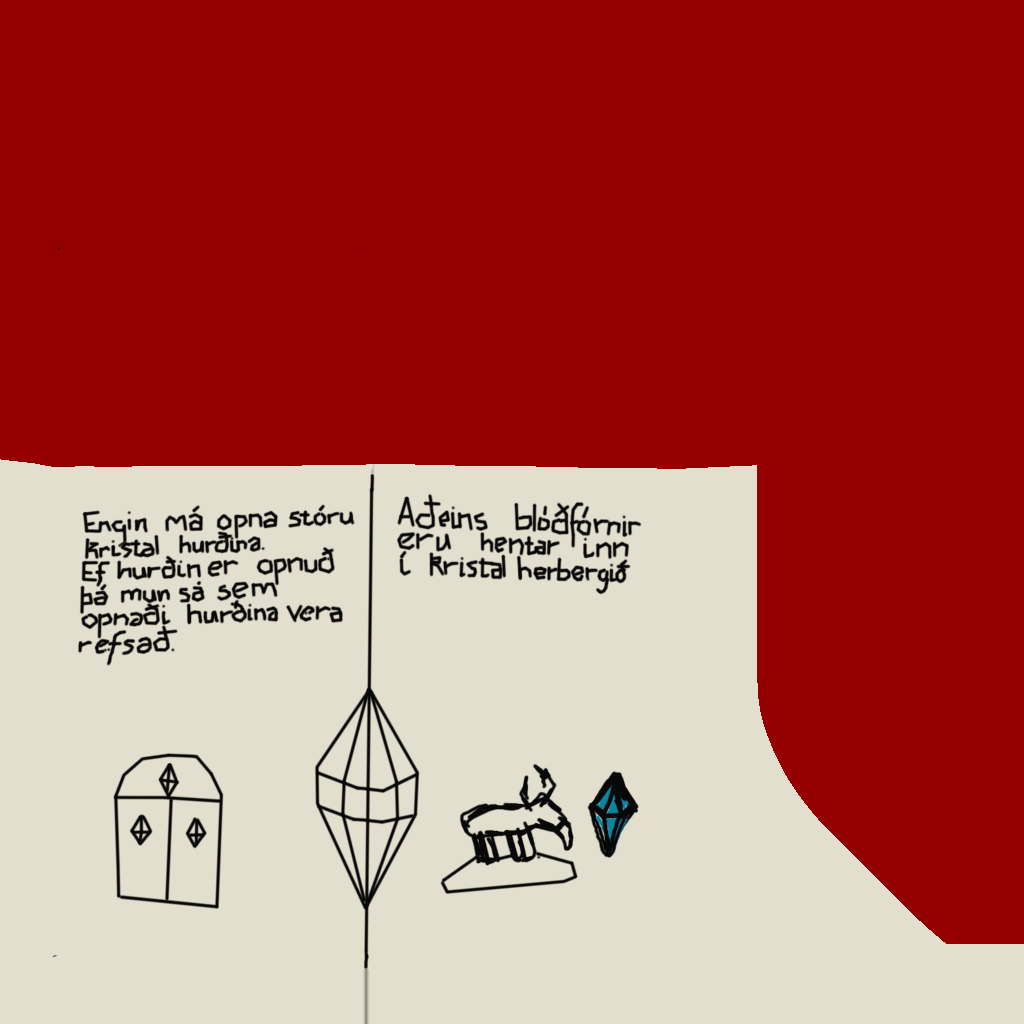 Engin má opna stóru
kristal hurðina.
Ef hurðin er opnuð
þá mun sá sem
opnaði hurðina vera
refsað.
Aðeins blóðfórnir
eru hentar inn
í kristal herbergið